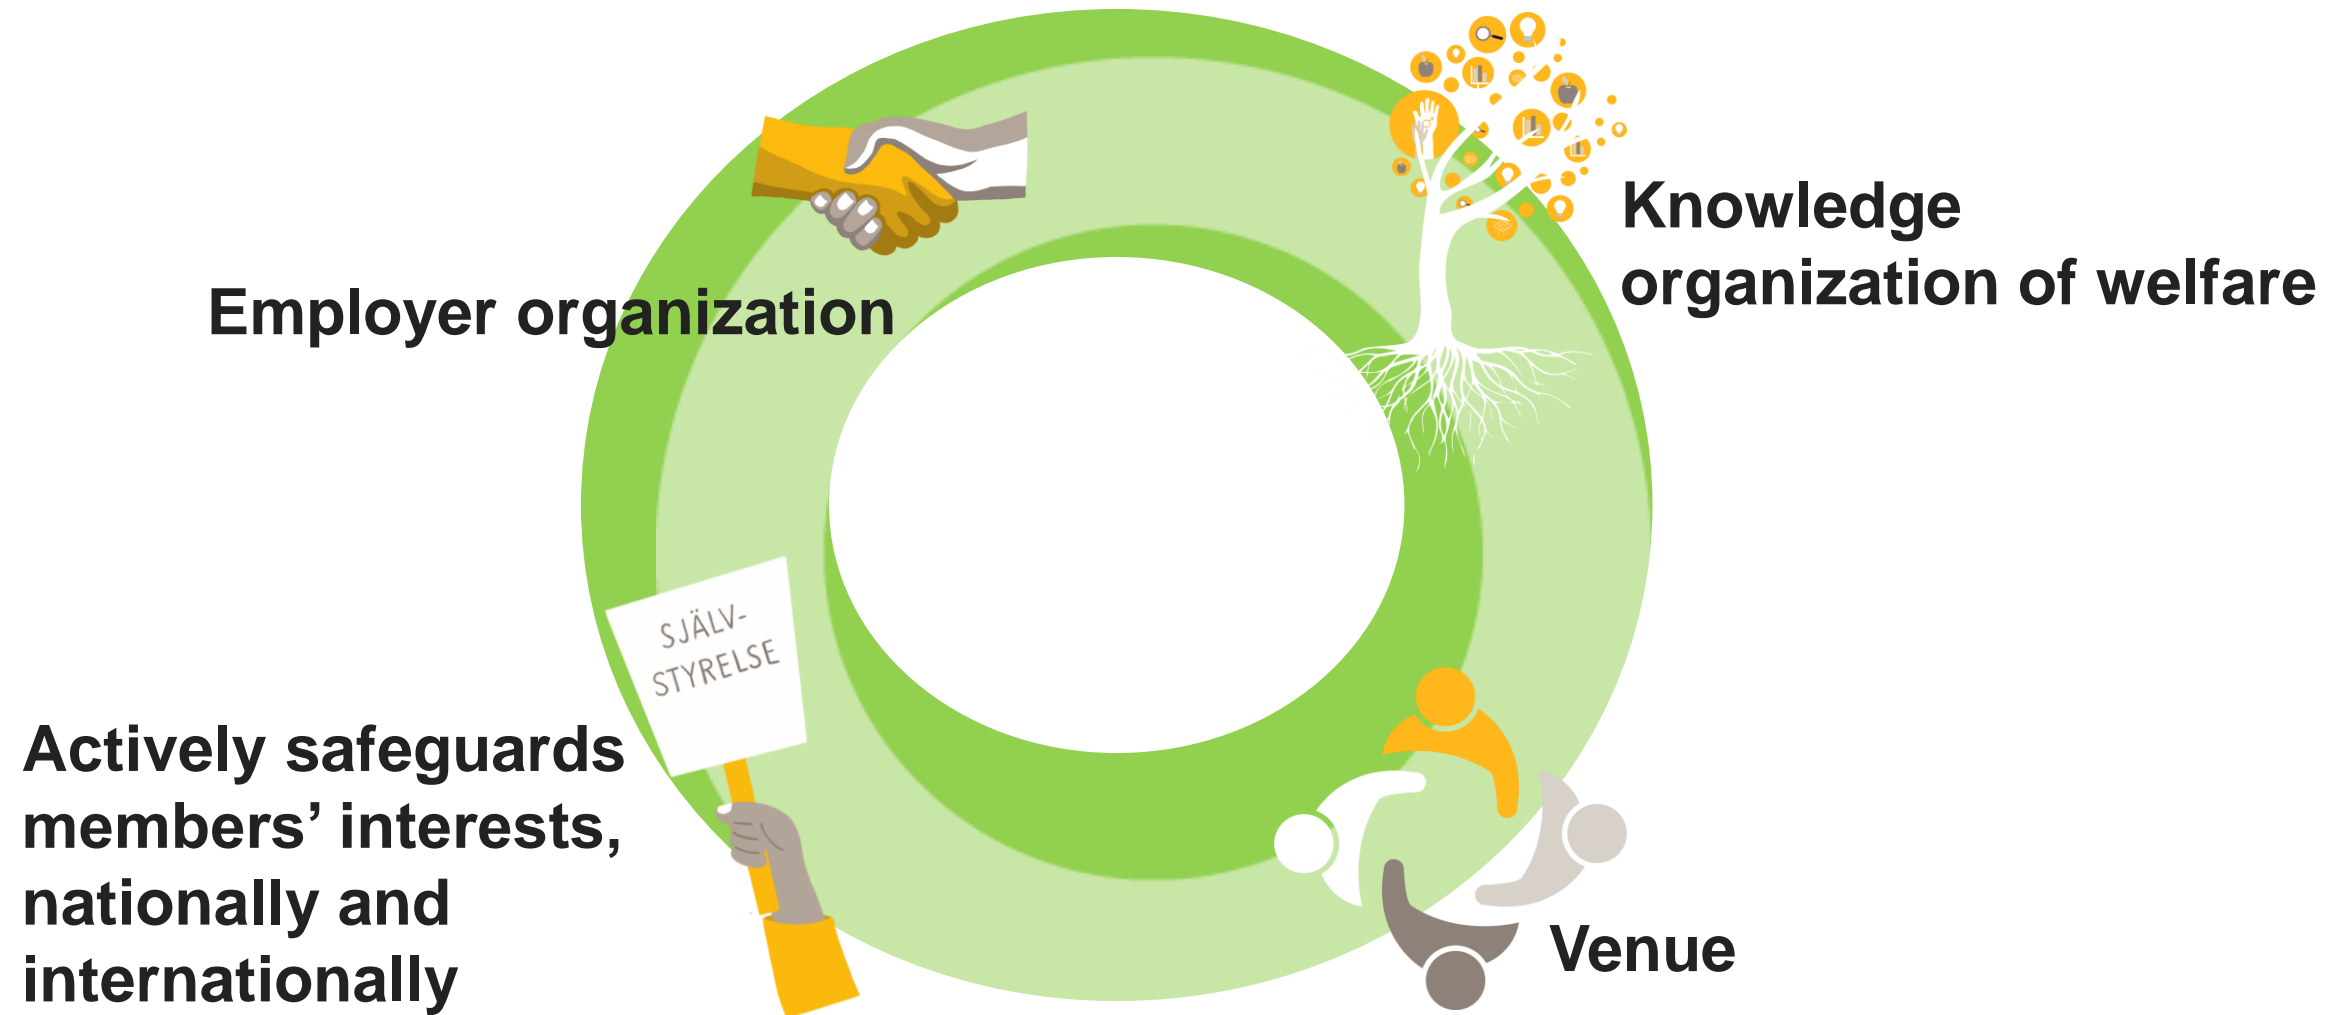 Employer organization
Knowledge
organization of welfare
SJÄLV-
STYRELSE
Actively safeguards
members’ interests,
nationally and
internationally
Venue